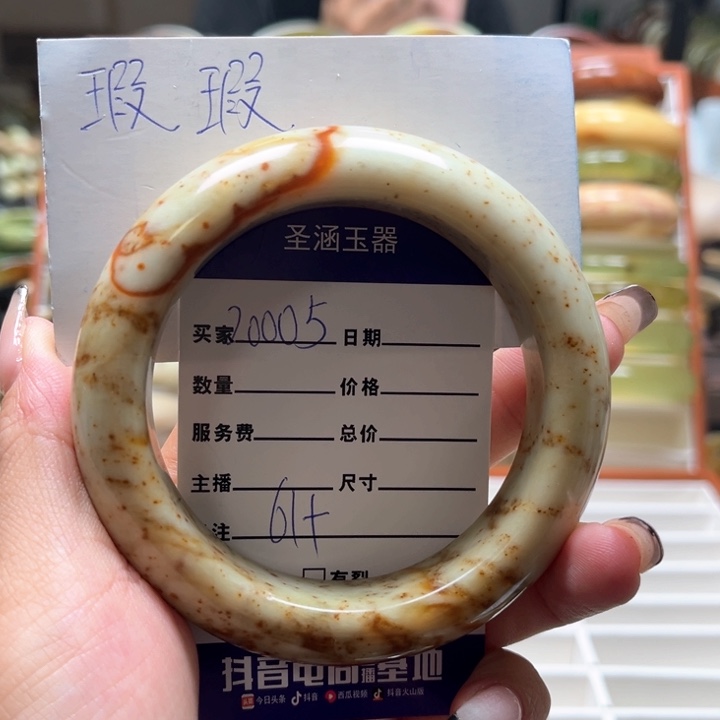 瑕 瑕.
圣涵玉器
买家20005 日期
数量 价格
服务费 总价
主播 尺寸
注 61+
有裂
抖音电商直播基地
今日头条 抖音 西瓜视频 抖音火山版